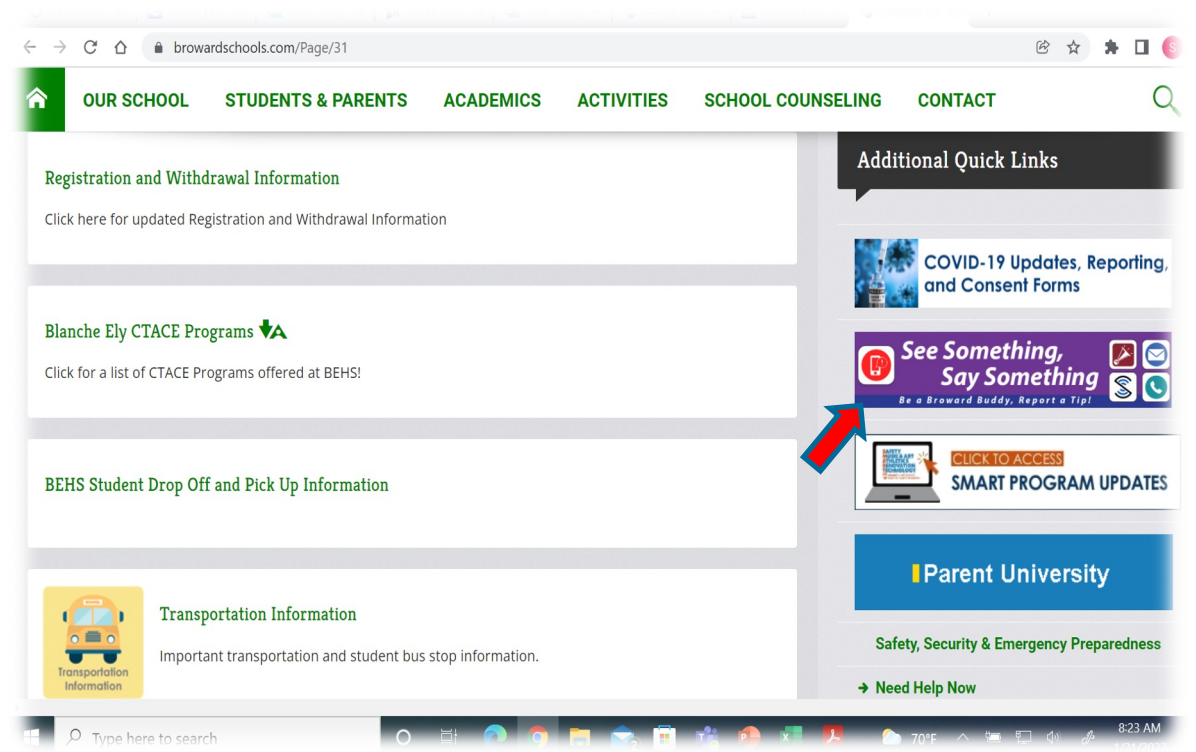 browardschools.com/Page/31
S
OUR SCHOOL STUDENTS & PARENTS ACADEMICS ACTIVITIES SCHOOL COUNSELING CONTACT
Registration and Withdrawal Information
Click here for updated Registration and Withdrawal Information
Blanche Ely CTACE Programs
Click for a list of CTACE Programs offered at BEHS!
BEHS Student Drop Off and Pick Up Information
Transportation
Information
Transportation Information
Important transportation and student bus stop information.
Additional Quick Links
COVID-19 Updates, Reporting,
and Consent Forms
See Something,
Say Something
Be a Broward Buddy, Report a Tip!
CLICK TO ACCESS
SMART PROGRAM UPDATES
Parent University
Safety, Security & Emergency Preparedness
Need Help Now
Type here to search
70°F
8:23 AM